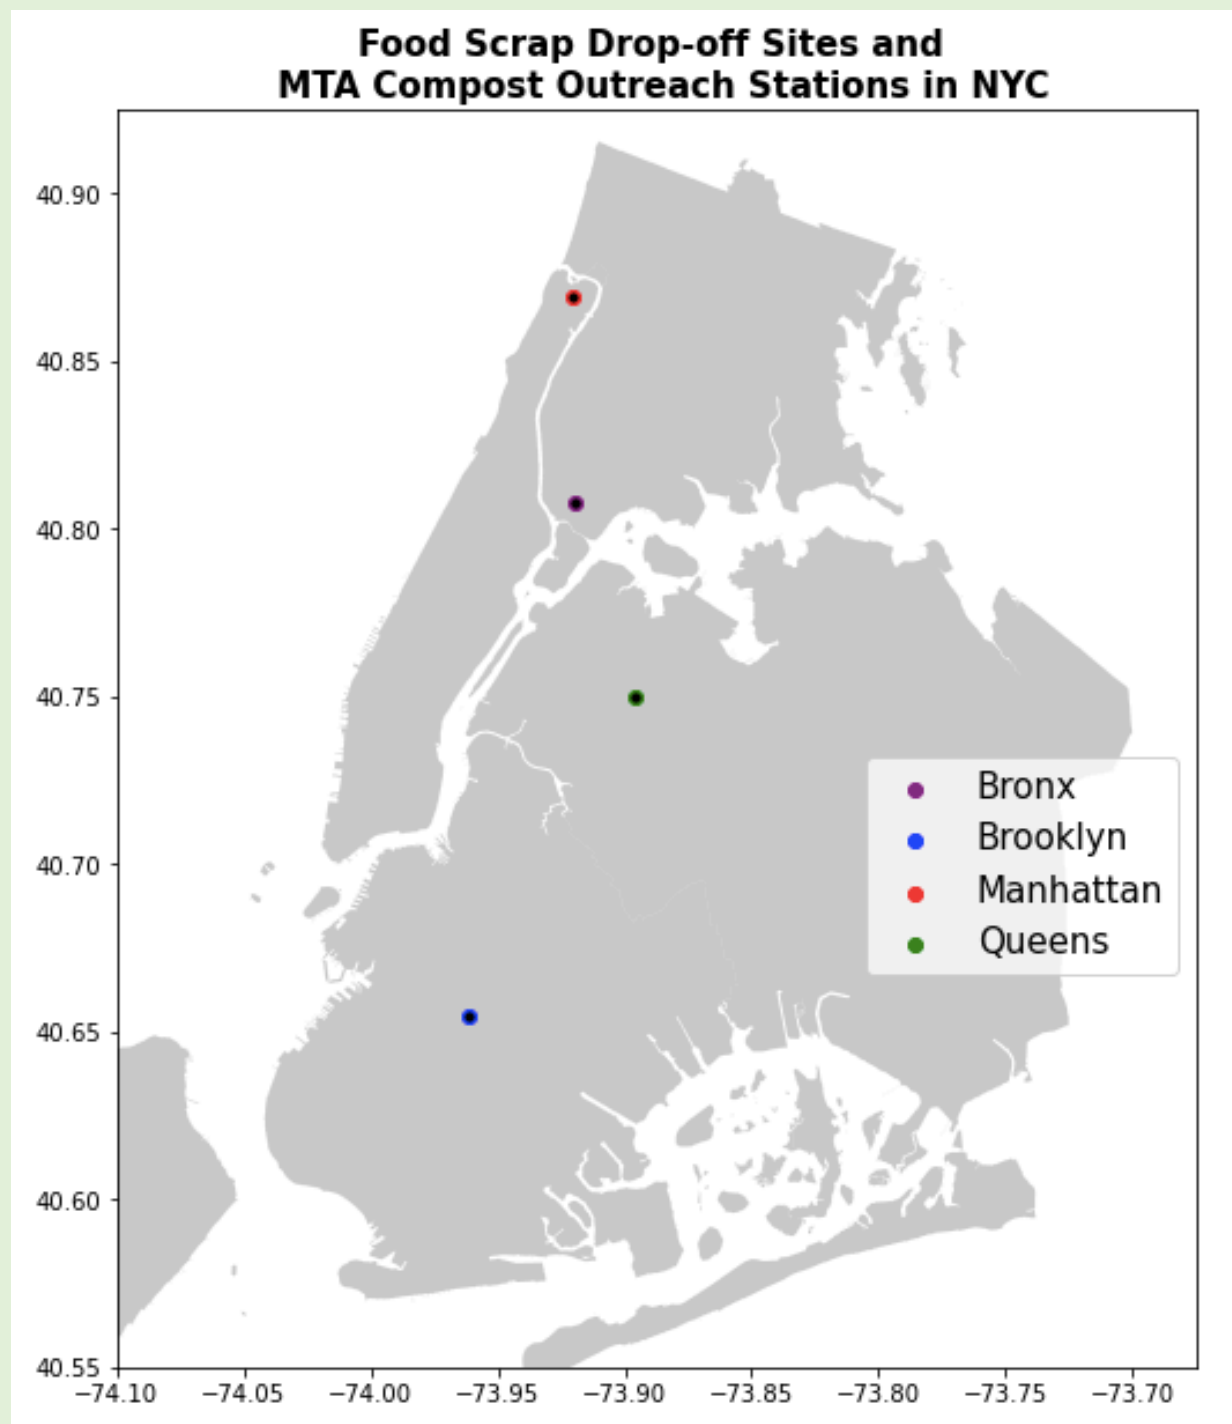 Food Scrap Drop-off Sites and
MTA Compost Outreach Stations in NYC
40.90
40.85
40.80
40.75
40.70
40.65
40.60
40.55
Bronx
Brooklyn
Manhattan
Queens
−74.10 −74.05 −74.00 −73.95 −73.90 −73.85 −73.80 −73.75 −73.70